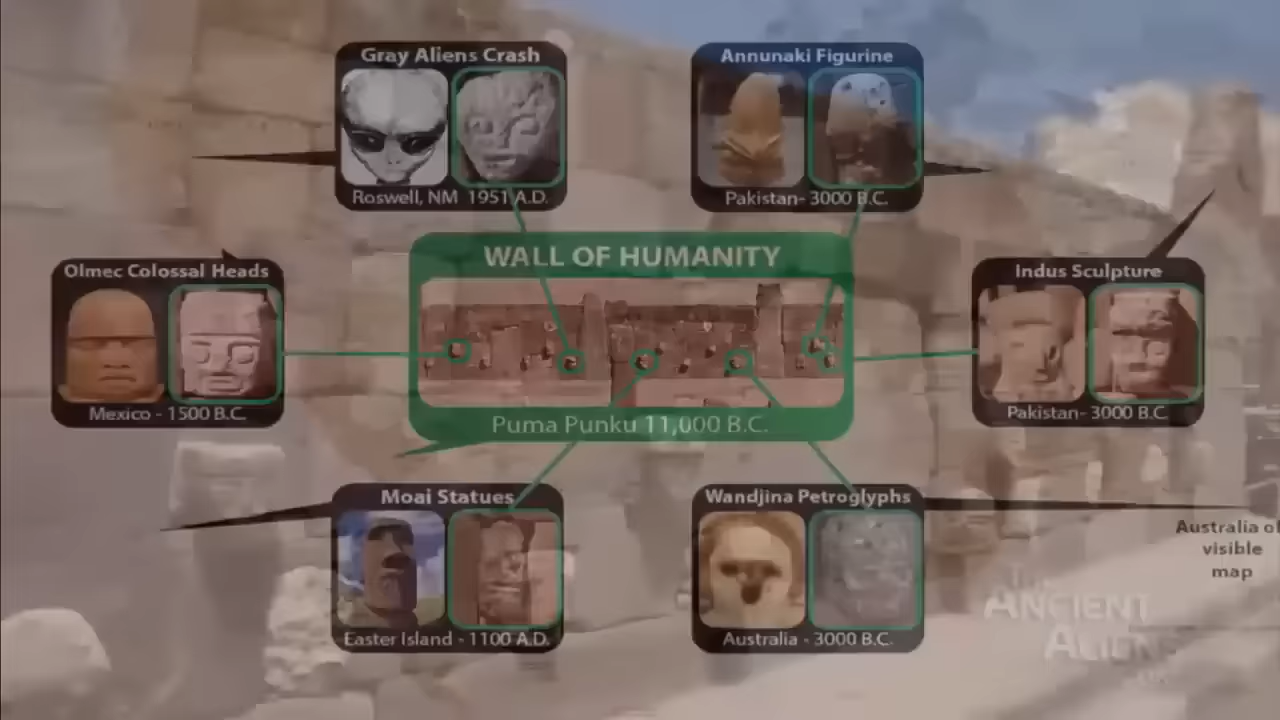 Gray Aliens Crash
Roswell, NM 1951 A.D.
Annunaki Figurine
Pakistan- 3000 B.C.
Olmec Colossal Heads
Mexico - 1500 B.C.
WALL OF HUMANITY
Puma Punku 11,000 B.C.
Indus Sculpture
Pakistan- 3000 B.C.
Moai Statues
Easter Island - 1100 A.D.
Wandjina Petroglyphs
Australia - 3000 B.C.
Australia of
visible
map
THE
ANCIENT
ALIENS